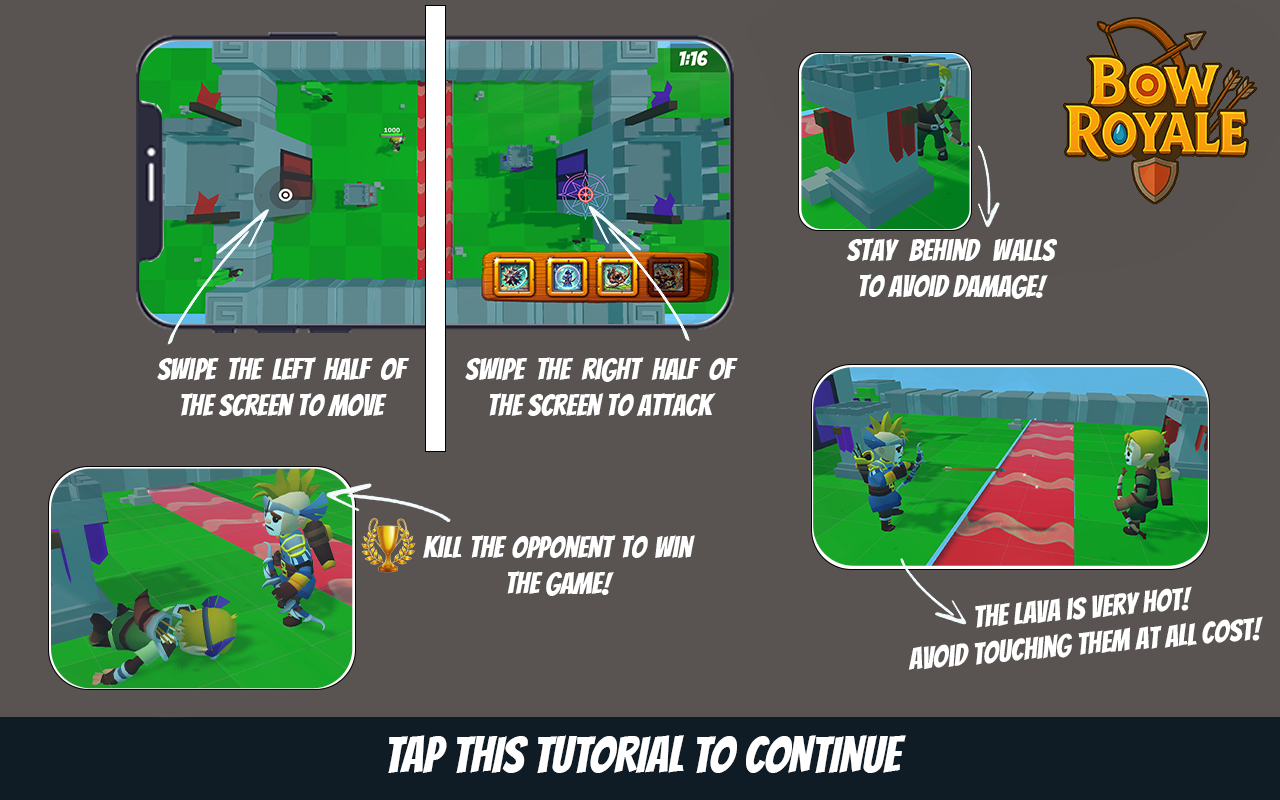 1:16
1000
BOW
ROYALE
STAY BEHIND WALLS
TO AVOID DAMAGE!
SWIPE THE LEFT HALF OF
THE SCREEN TO MOVE
SWIPE THE RIGHT HALF OF
THE SCREEN TO ATTACK
KILL THE OPPONENT TO WIN
THE GAME!
THE LAVA IS VERY HOT!
AVOID TOUCHING THEM AT ALL COST!
TAP THIS TUTORIAL TO CONTINUE